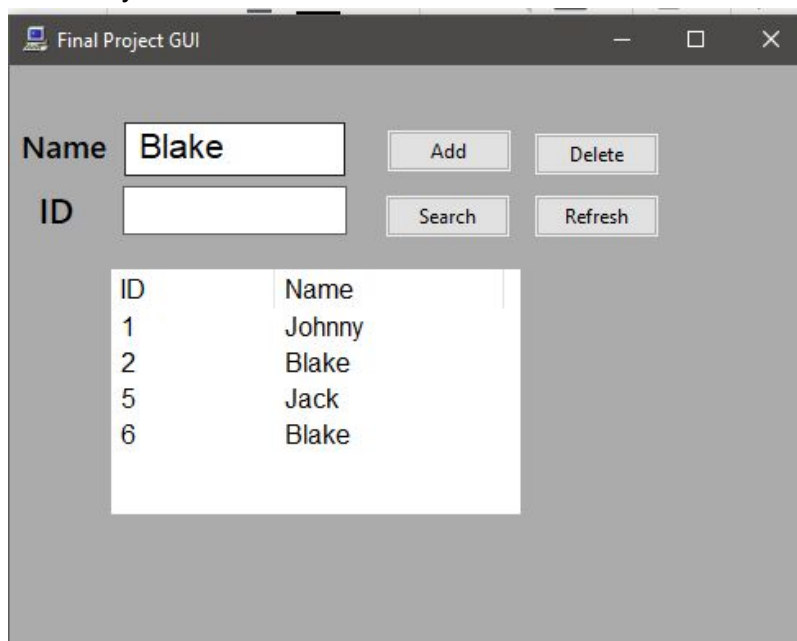 Final Project GUI
Name Blake Add Delete
ID Search Refresh
ID Name
1 Johnny
2 Blake
5 Jack
6 Blake